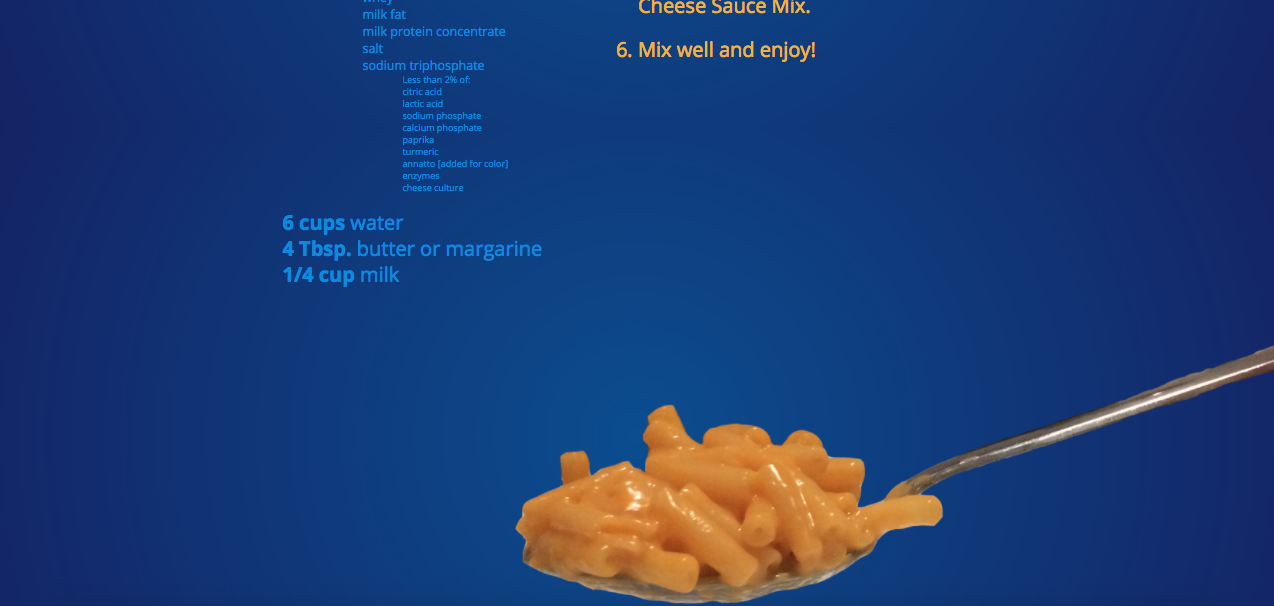 whey
milk fat
milk protein concentrate
salt
sodium triphosphate
Less than 2% of:
citric acid
lactic acid
sodium phosphate
calcium phosphate
paprika
turmeric
annatto [added for color]
enzymes
cheese culture
6 cups water
4 Tbsp. butter or margarine
1/4 cup milk
Cheese Sauce Mix.
6. Mix well and enjoy!